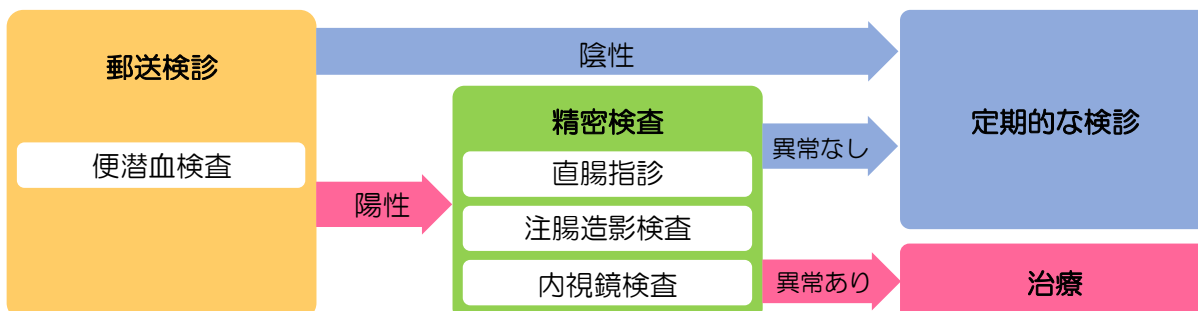 郵送検診
便潜血検査
陰性
陽性
精密検査
直腸指診
注腸造影検査
内視鏡検査
異常なし
異常あり
定期的な検診
治療